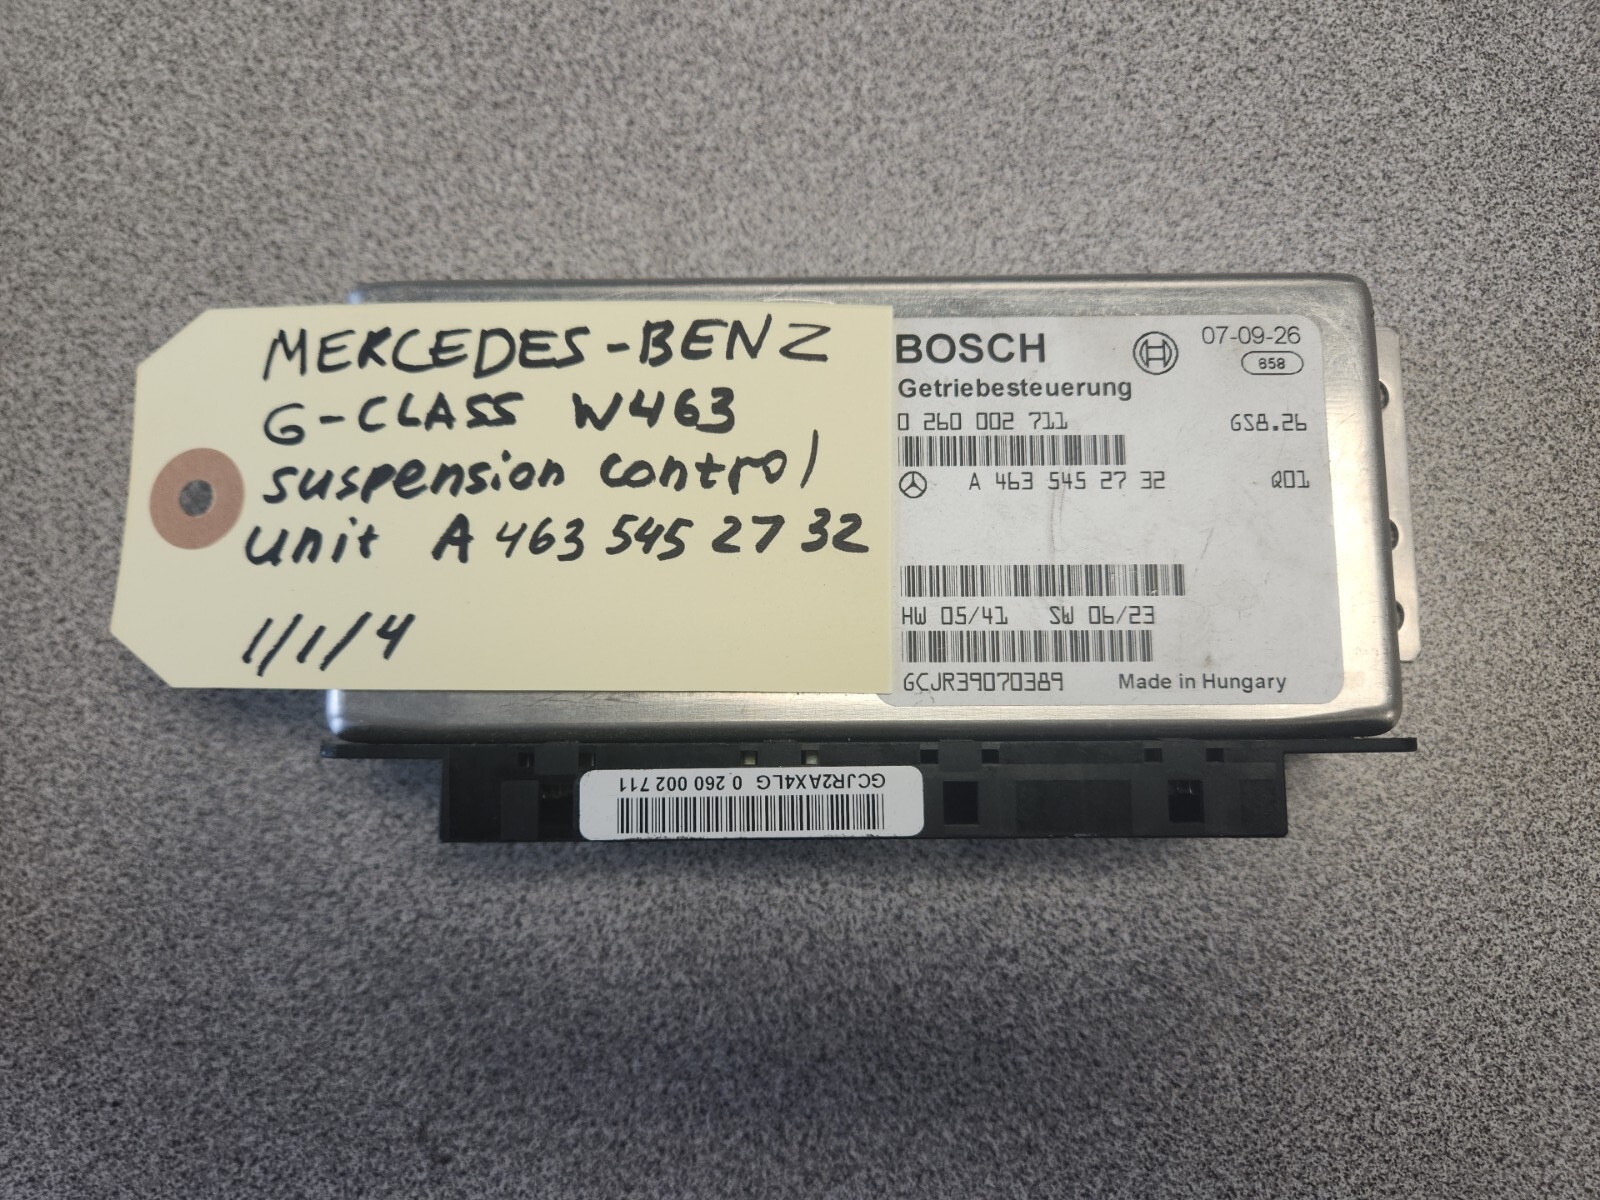 MERCEDES-BENZ
G-CLASS W463
suspension control
unit A 463 545 27 32
1/1/4
BOSCH
07-09-26
858
Getriebesteuerung
0 260 002 711
GS8.26
A 463 545 27 32
Q01
HW 05/41 SW 06/23
GCJR39070389
Made in Hungary
GCJR2AX4LG 0 260 002 711